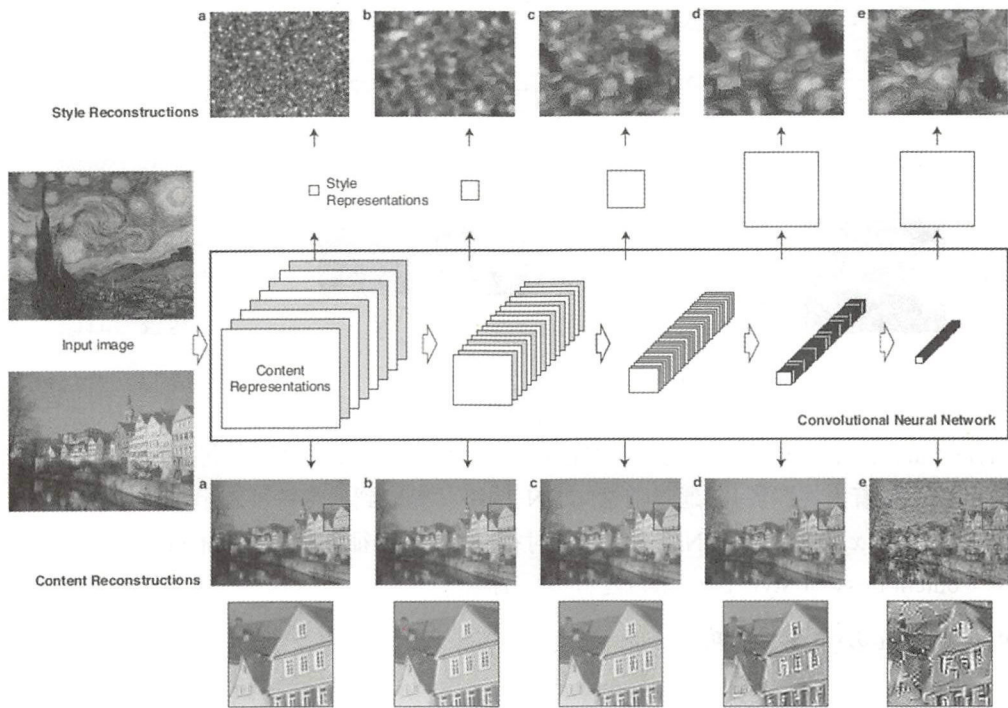 a b c d e
Style Reconstructions
Style
Representations
Input image
Content
Representations
Convolutional Neural Network
a b c d e
Content Reconstructions